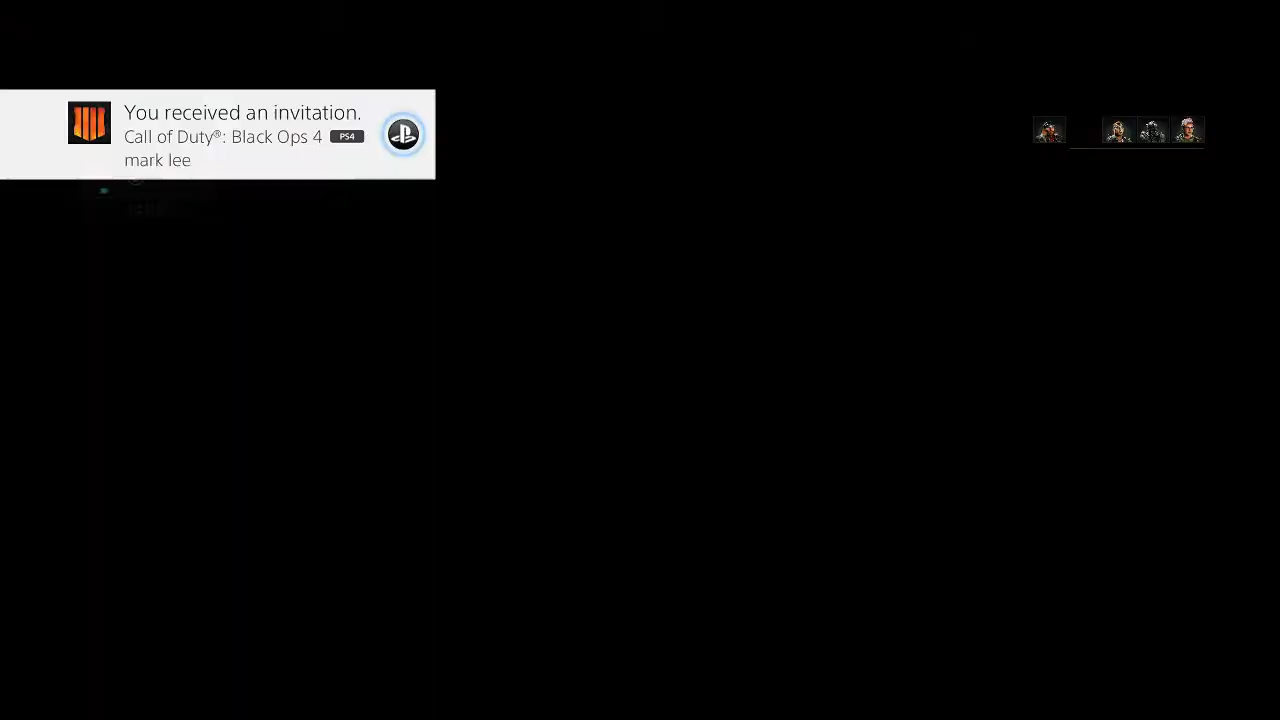 You received an invitation.
Call of Duty®: Black Ops 4 PS4
mark lee